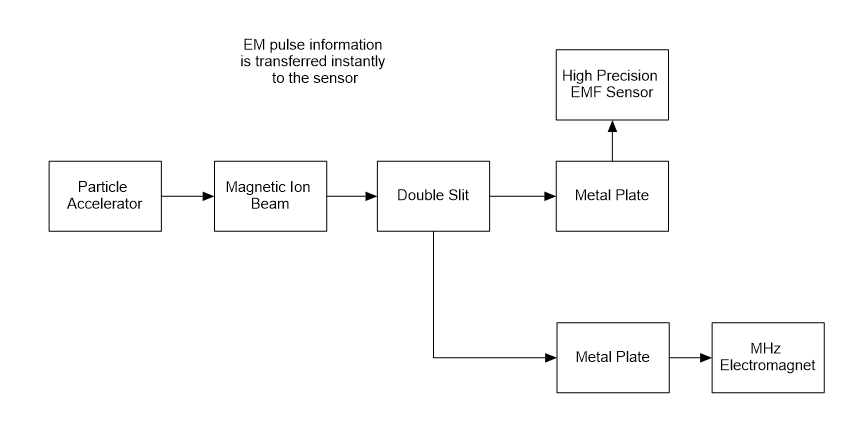 EM pulse information
is transferred instantly
to the sensor
High Precision
EMF Sensor
Particle
Accelerator
Magnetic Ion
Beam
Double Slit
Metal Plate
Metal Plate
MHz
Electromagnet